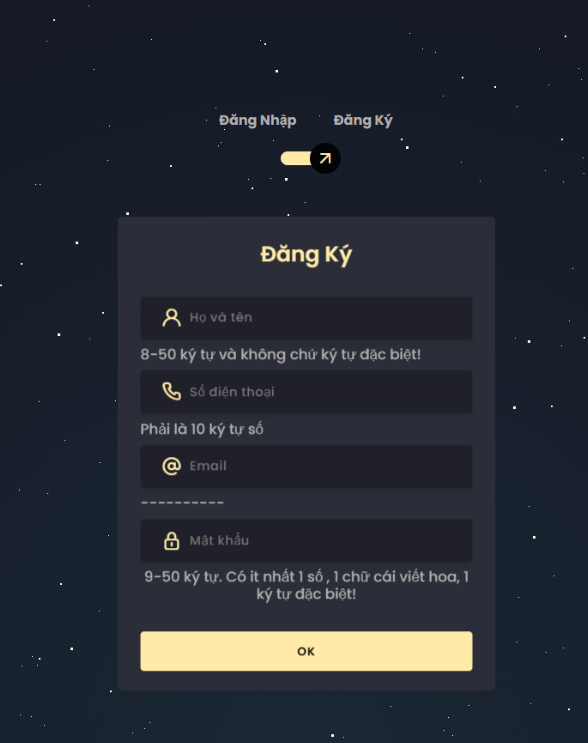 Đăng Nhập
Đăng Ký
Đăng Ký
Họ và tên
8-50 ký tự và không chứ ký tự đặc biệt!
Số điện thoại
Phải là 10 ký tự số
Email
----------
Mật khẩu
9-50 ký tự. Có it nhất 1 số , 1 chữ cái viết hoa, 1
ký tự đặc biệt!
OK